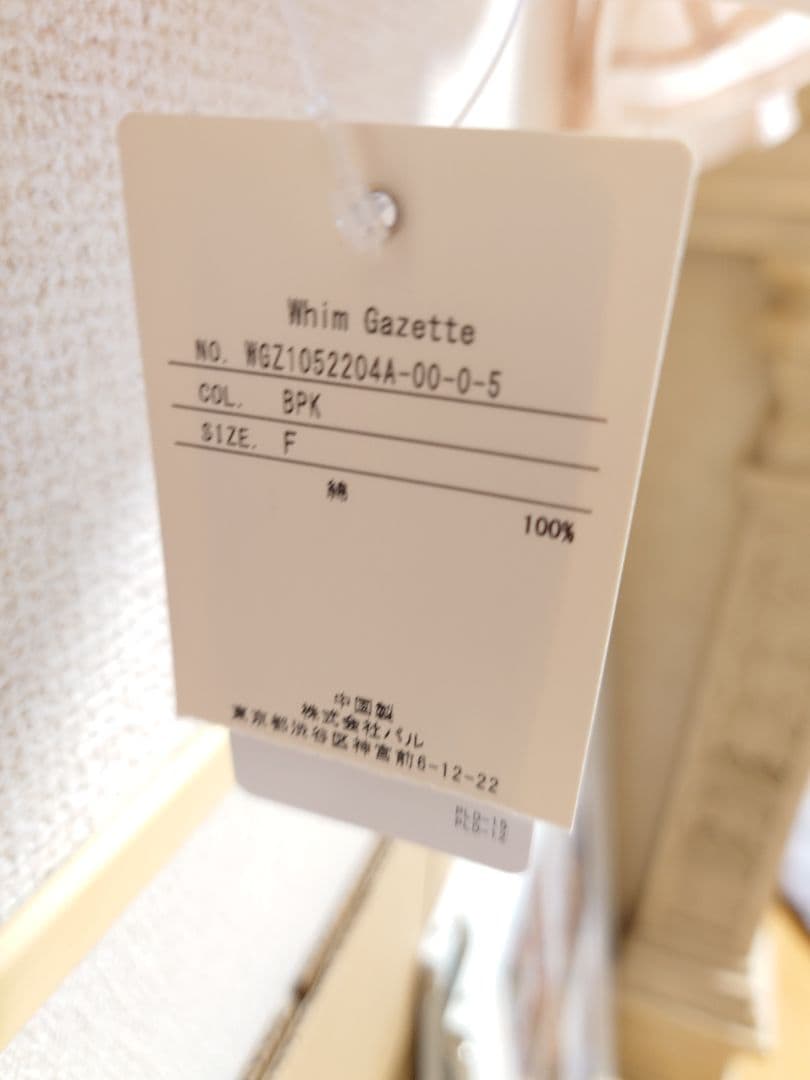 Whim Gazette
NO. WGZ1052204A-00-0-5
COL. BPK
SIZE. F
綿 100%
中国製
株式会社パル
東京都渋谷区神宮前6-12-22